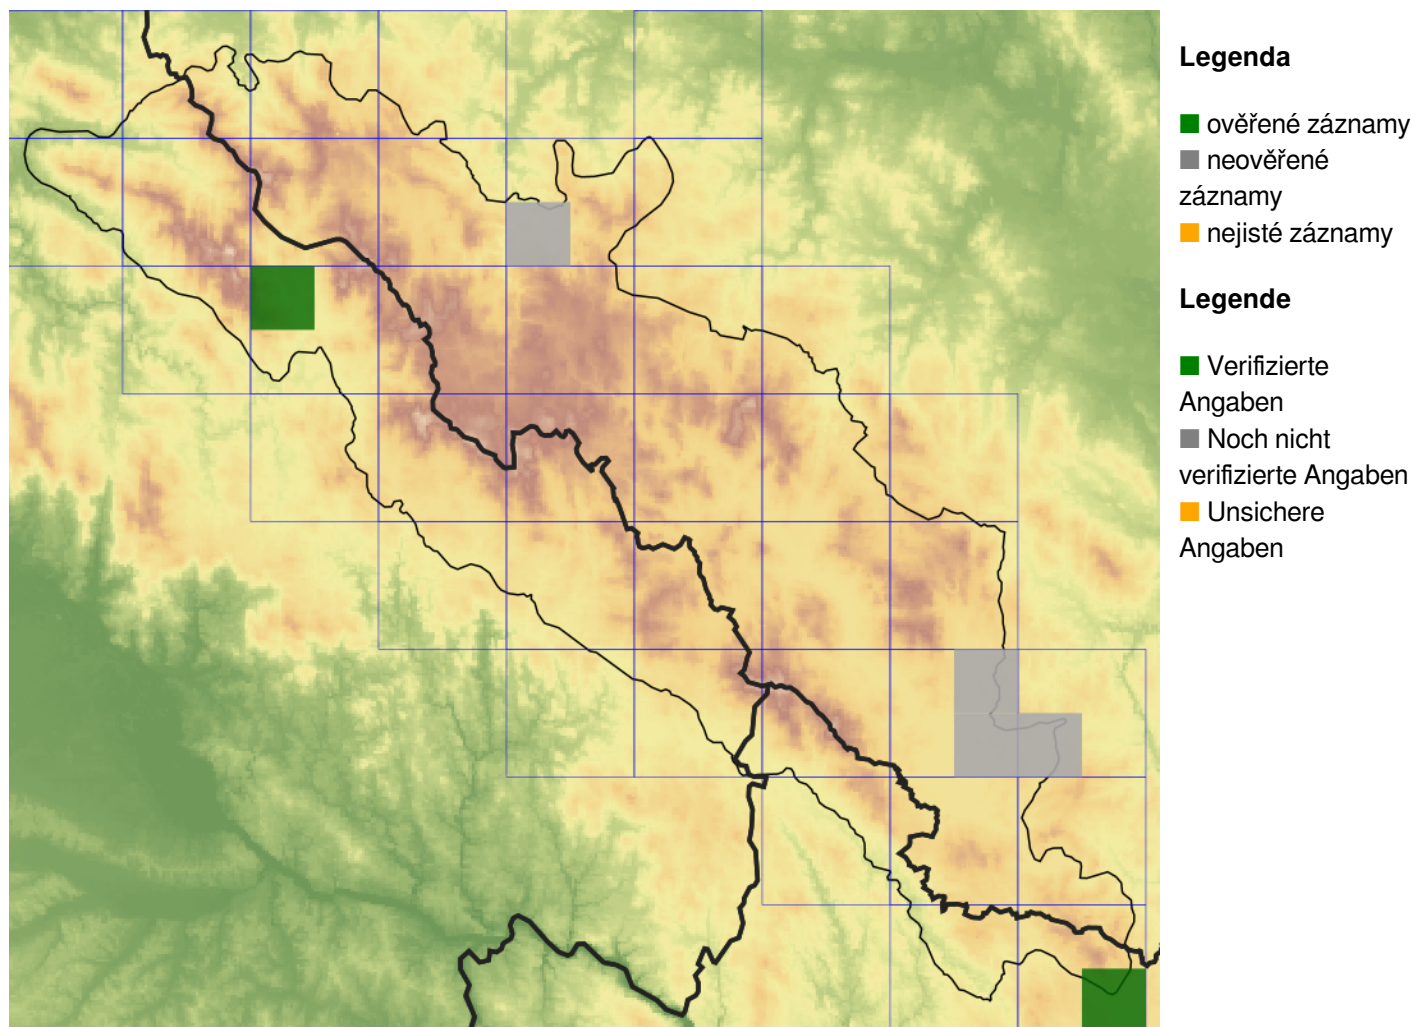 Legenda
ověřené záznamy
neověřené
záznamy
nejisté záznamy
Legende
Verifizierte
Angaben
Noch nicht
verifizierte Angaben
Unsichere
Angaben